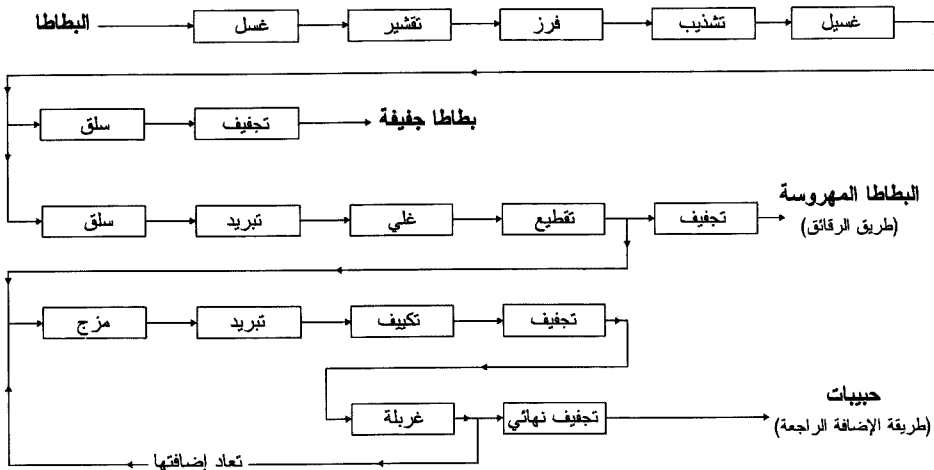 البطاطا
غسل
تقشير
فرز
تشذيب
غسيل
سلق
تجفيف
بطاطا جفيفة
سلق
تبريد
غلي
تقطيع
تجفيف
البطاطا المهروسة
(طريق الرقائق)
مزج
تبريد
تكييف
تجفيف
غربلة
تجفيف نهائي
حبيبات
(طريقة الإضافة الراجعة)
تعاد إضافتها